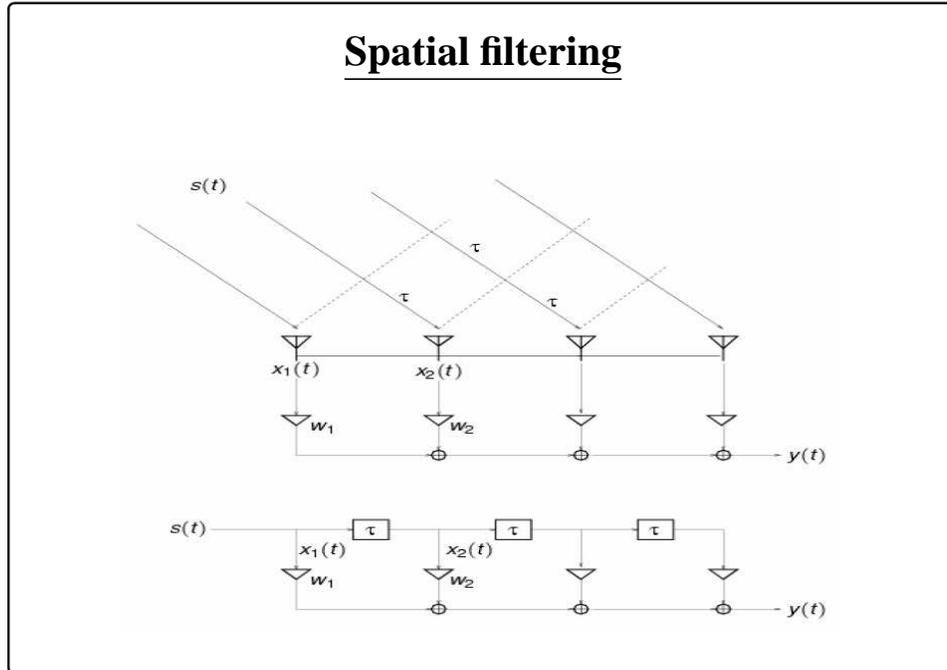 Spatial filtering
s(t)
τ
τ
τ
x1(t) x2(t)
w1 w2
y(t)
s(t) τ τ τ
x1(t) x2(t)
w1 w2
y(t)